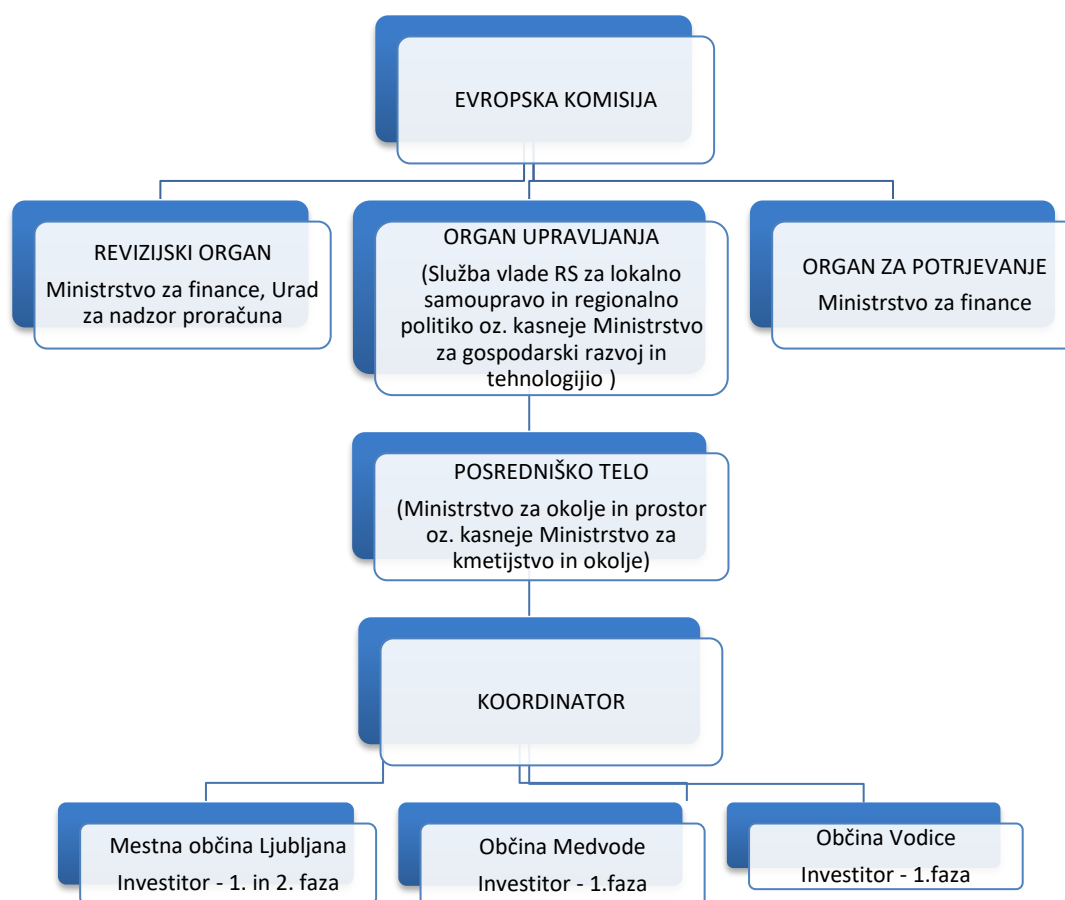 EVROPSKA KOMISIJA
REVIZIJSKI ORGAN
Ministrstvo za finance, Urad
za nadzor proračuna
ORGAN UPRAVLJANJA
(Služba vlade RS za lokalno
samoupravo in regionalno
politiko oz. kasneje Ministrstvo
za gospodarski razvoj in
tehnologijio )
ORGAN ZA POTRJEVANJE
Ministrstvo za finance
POSREDNIŠKO TELO
(Ministrstvo za okolje in prostor
oz. kasneje Ministrstvo za
kmetijstvo in okolje)
KOORDINATOR
Mestna občina Ljubljana
Investitor - 1. in 2. faza
Občina Medvode
Investitor - 1.faza
Občina Vodice
Investitor - 1.faza